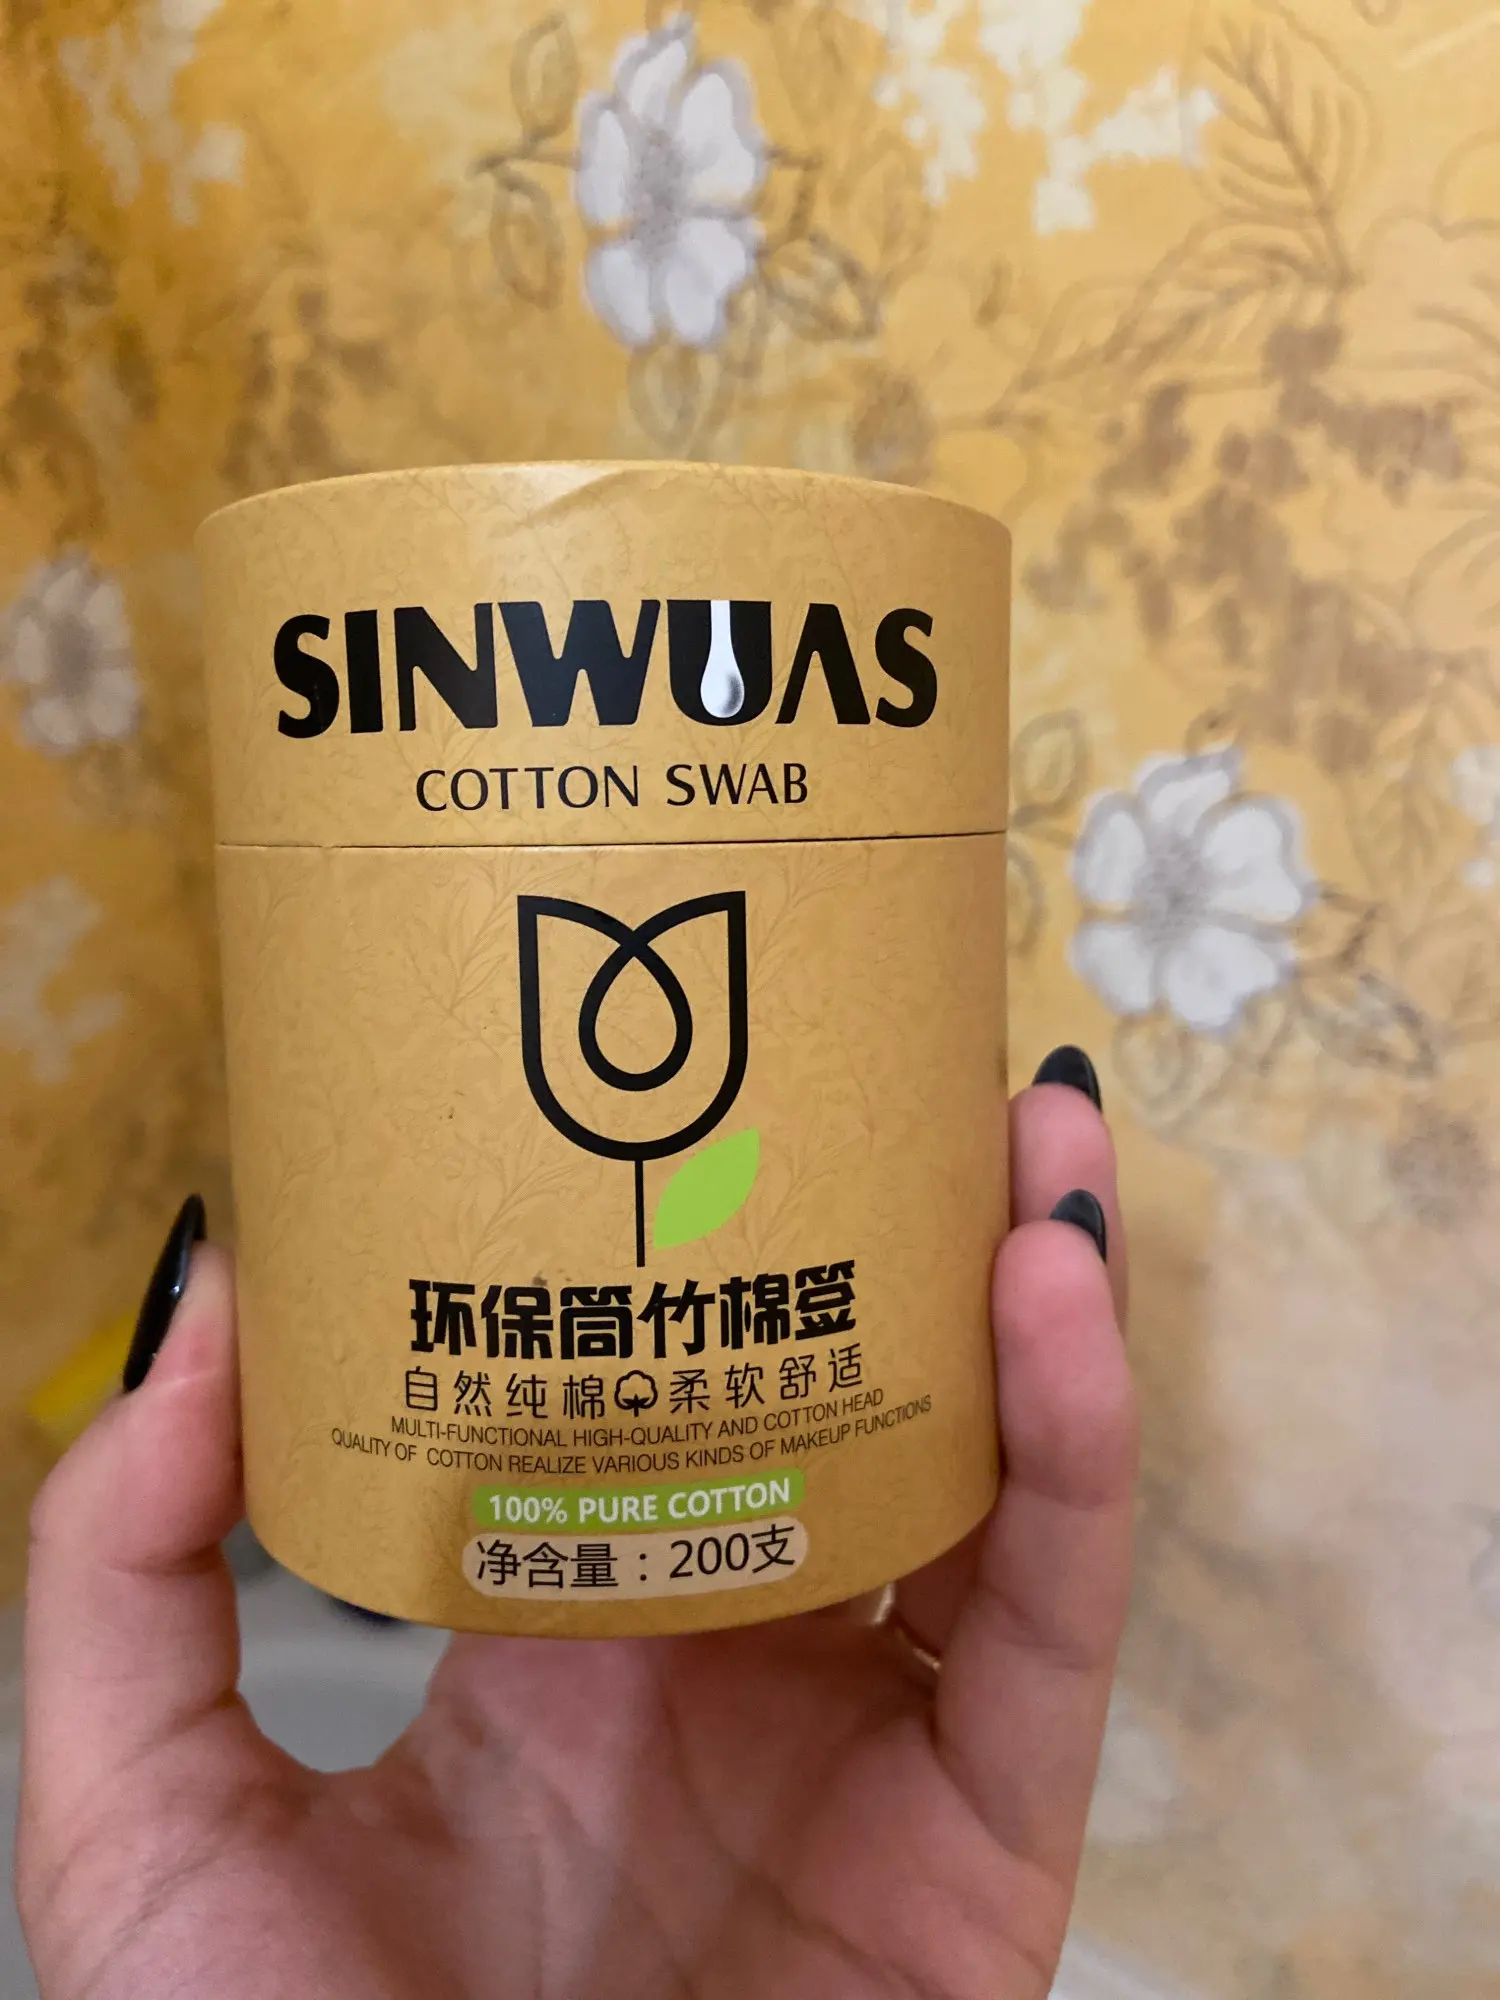 SINWUAS
COTTON SWAB
环保筒竹棉签
自然纯棉柔软舒适
MULTI-FUNCTIONAL HIGH-QUALITY AND COTTON HEAD
QUALITY OF COTTON REALIZE VARIOUS KINDS OF MAKEUP FUNCTIONS
100% PURE COTTON
净含量：200支